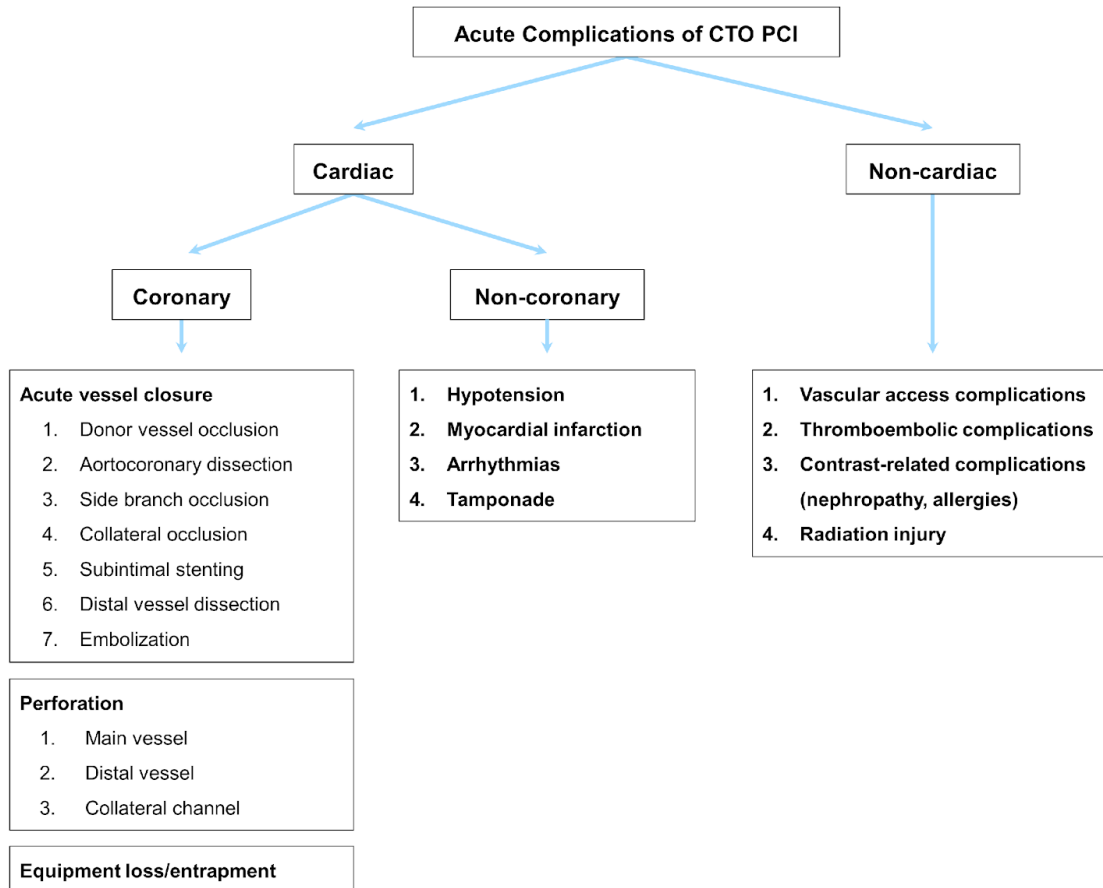 Acute Complications of CTO PCI
Cardiac
Non-cardiac
Coronary
Non-coronary
Acute vessel closure
1. Donor vessel occlusion
2. Aortocoronary dissection
3. Side branch occlusion
4. Collateral occlusion
5. Subintimal stenting
6. Distal vessel dissection
7. Embolization
Perforation
1. Main vessel
2. Distal vessel
3. Collateral channel
Equipment loss/entrapment
1. Hypotension
2. Myocardial infarction
3. Arrhythmias
4. Tamponade
1. Vascular access complications
2. Thromboembolic complications
3. Contrast-related complications
(nephropathy, allergies)
4. Radiation injury